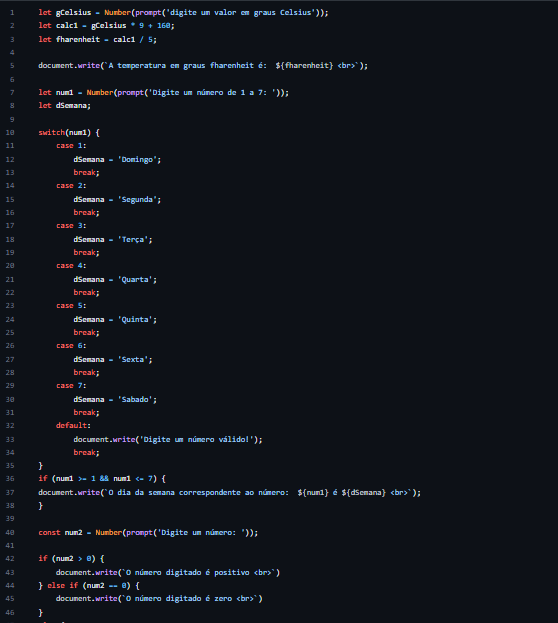 1 let gCelsius = Number(prompt('digite um valor em graus Celsius'));
2 let calc1 = gCelsius * 9 + 160;
3 let fharenheit = calc1 / 5;
4
5 document.write(`A temperatura em graus fharenheit é:  ${fharenheit} <br>`);
6
7 let num1 = Number(prompt('Digite um número de 1 a 7: '));
8 let dSemana;
9
10 switch(num1) {
11     case 1:
12         dSemana = 'Domingo';
13         break;
14     case 2:
15         dSemana = 'Segunda';
16         break;
17     case 3:
18         dSemana = 'Terça';
19         break;
20     case 4:
21         dSemana = 'Quarta';
22         break;
23     case 5:
24         dSemana = 'Quinta';
25         break;
26     case 6:
27         dSemana = 'Sexta';
28         break;
29     case 7:
30         dSemana = 'Sabado';
31         break;
32     default:
33         document.write('Digite um número válido!');
34         break;
35 }
36 if (num1 >= 1 && num1 <= 7) {
37 document.write(`O dia da semana correspondente ao número:  ${num1} é ${dSemana} <br>`);
38 }
39
40 const num2 = Number(prompt('Digite um número: '));
41
42 if (num2 > 0) {
43     document.write(`O número digitado é positivo <br>`)
44 } else if (num2 == 0) {
45     document.write(`O número digitado é zero <br>`)
46 }